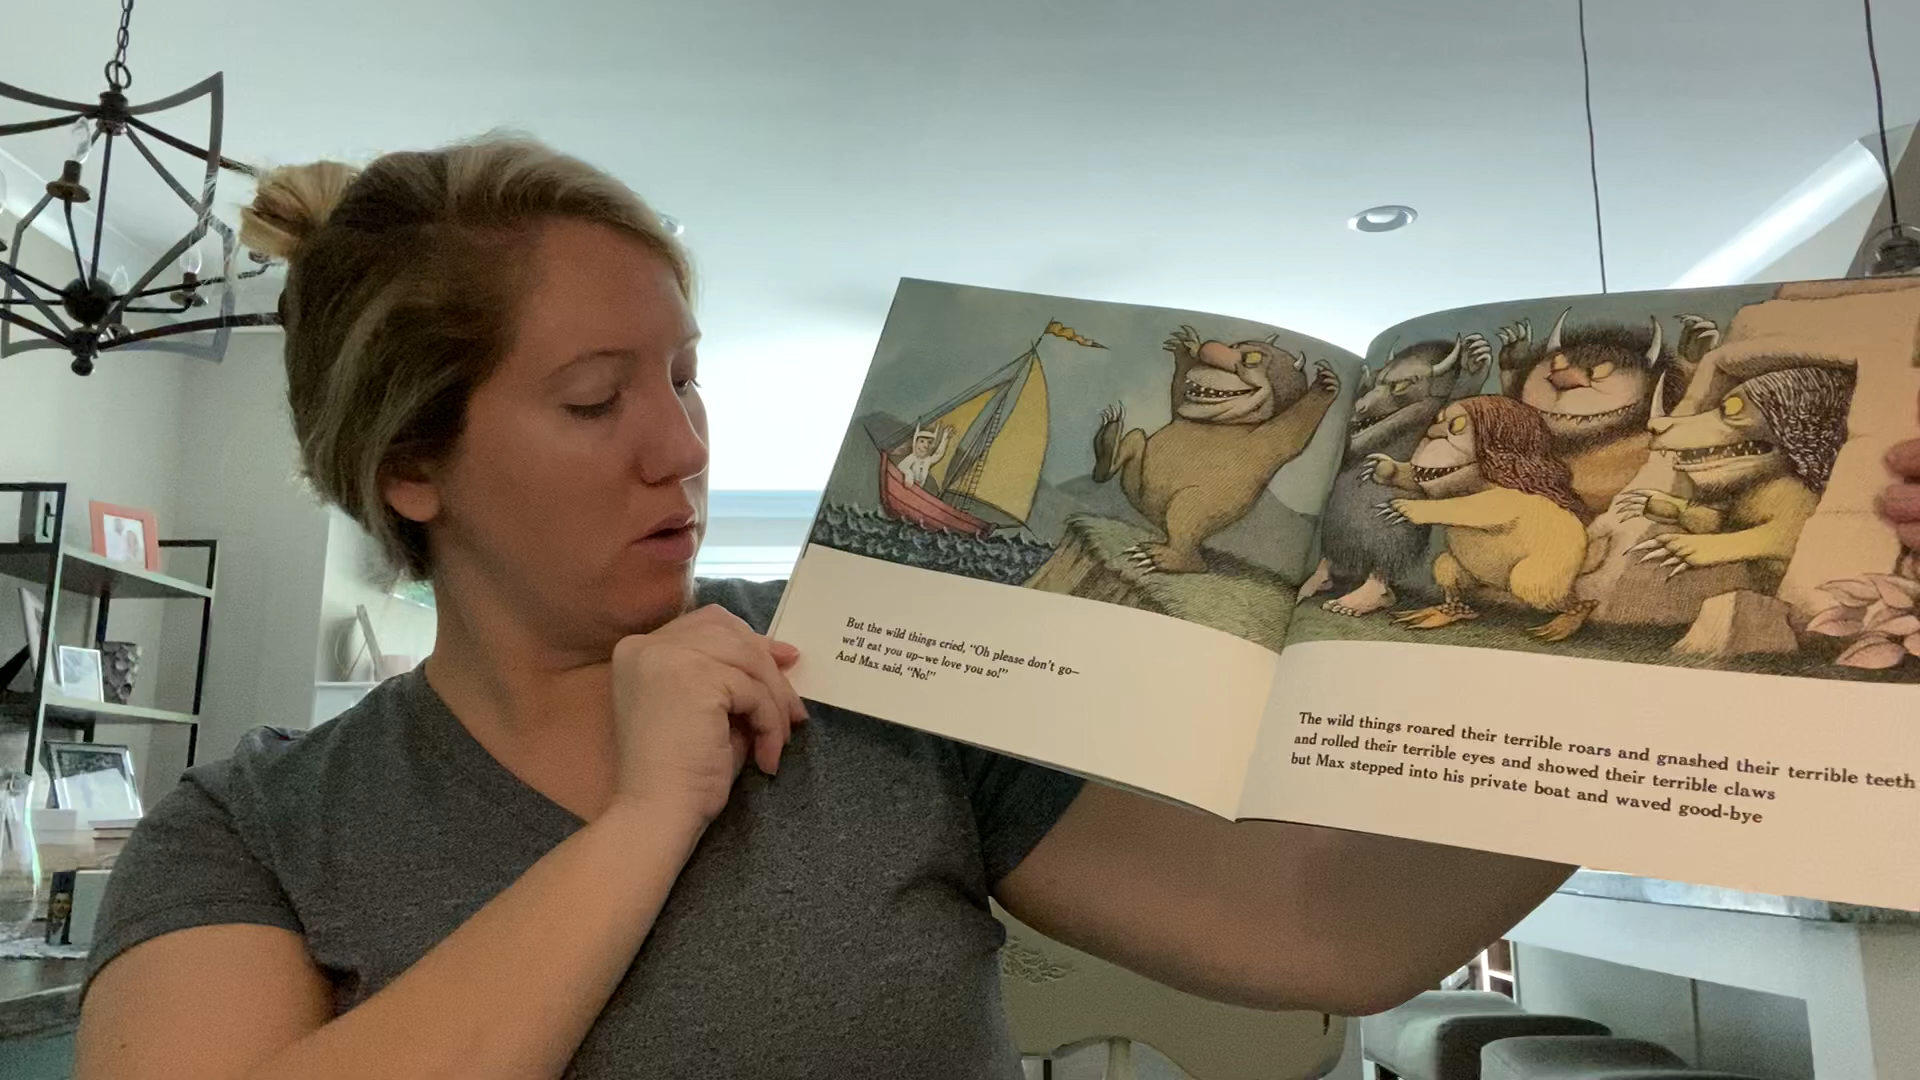 But the wild things cried, “Oh please don’t go–
we’ll eat you up–we love you so!”
And Max said, “No!”
The wild things roared their terrible roars and gnashed their terrible teeth
and rolled their terrible eyes and showed their terrible claws
but Max stepped into his private boat and waved good-bye